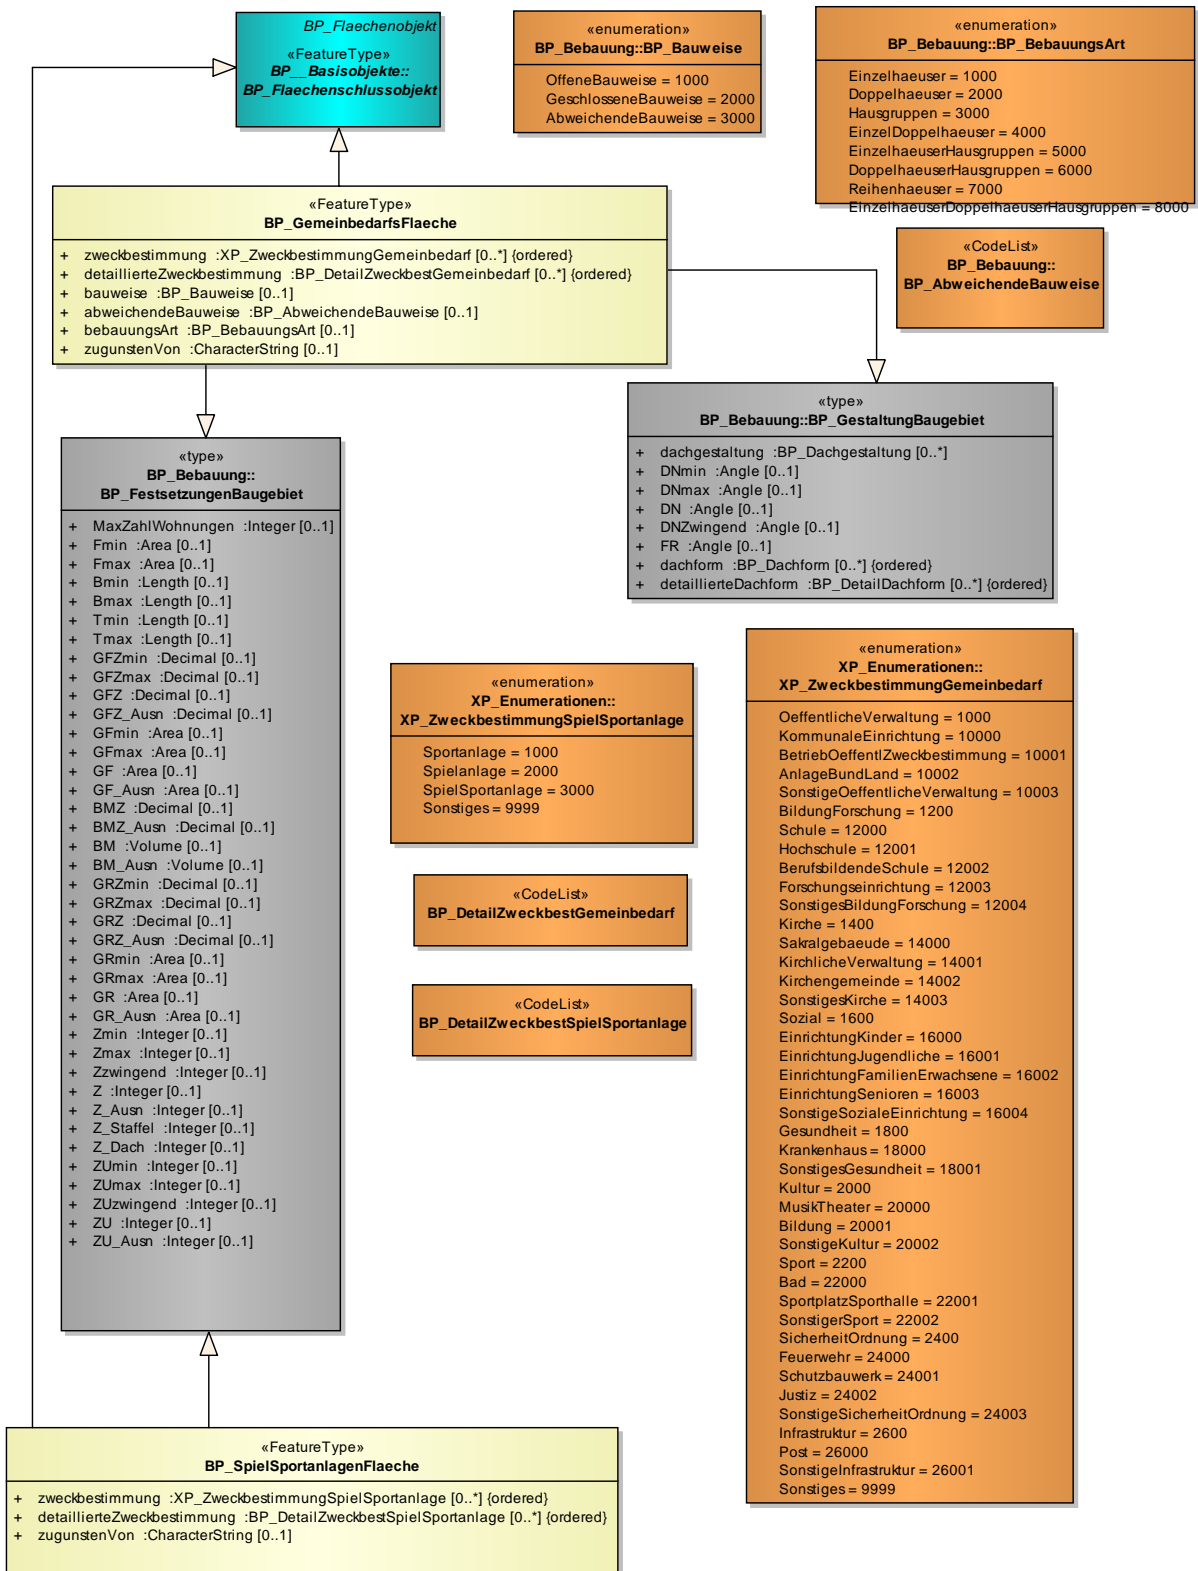 BP_Flaechenobjekt
«FeatureType»
BP__Basisobjekte::
BP_Flaechenschlussobjekt
«enumeration»
BP_Bebauung::BP_Bauweise
OffeneBauweise = 1000
GeschlosseneBauweise = 2000
AbweichendeBauweise = 3000
«enumeration»
BP_Bebauung::BP_BebauungsArt
Einzelhaeuser = 1000
Doppelhaeuser = 2000
Hausgruppen = 3000
EinzelDoppelhaeuser = 4000
EinzelhaeuserHausgruppen = 5000
DoppelhaeuserHausgruppen = 6000
Reihenhaeuser = 7000
EinzelhaeuserDoppelhaeuserHausgruppen = 8000
«FeatureType»
BP_GemeinbedarfsFlaeche
+ zweckbestimmung :XP_ZweckbestimmungGemeinbedarf [0..*] {ordered}
+ detaillierteZweckbestimmung :BP_DetailZweckbestGemeinbedarf [0..*] {ordered}
+ bauweise :BP_Bauweise [0..1]
+ abweichendeBauweise :BP_AbweichendeBauweise [0..1]
+ bebauungsArt :BP_BebauungsArt [0..1]
+ zugunstenVon :CharacterString [0..1]
«CodeList»
BP_Bebauung::
BP_AbweichendeBauweise
«type»
BP_Bebauung::BP_GestaltungBaugebiet
+ dachgestaltung :BP_Dachgestaltung [0..*]
+ DNmin :Angle [0..1]
+ DNmax :Angle [0..1]
+ DN :Angle [0..1]
+ DNZwingend :Angle [0..1]
+ FR :Angle [0..1]
+ dachform :BP_Dachform [0..*] {ordered}
+ detaillierteDachform :BP_DetailDachform [0..*] {ordered}
«type»
BP_Bebauung::
BP_FestsetzungenBaugebiet
+ MaxZahlWohnungen :Integer [0..1]
+ Fmin :Area [0..1]
+ Fmax :Area [0..1]
+ Bmin :Length [0..1]
+ Bmax :Length [0..1]
+ Tmin :Length [0..1]
+ Tmax :Length [0..1]
+ GFZmin :Decimal [0..1]
+ GFZmax :Decimal [0..1]
+ GFZ :Decimal [0..1]
+ GFZ_Ausn :Decimal [0..1]
+ GFmin :Area [0..1]
+ GFmax :Area [0..1]
+ GF :Area [0..1]
+ GF_Ausn :Area [0..1]
+ BMZ :Decimal [0..1]
+ BMZ_Ausn :Decimal [0..1]
+ BM :Volume [0..1]
+ BM_Ausn :Volume [0..1]
+ GRZmin :Decimal [0..1]
+ GRZmax :Decimal [0..1]
+ GRZ :Decimal [0..1]
+ GRZ_Ausn :Decimal [0..1]
+ GRmin :Area [0..1]
+ GRmax :Area [0..1]
+ GR :Area [0..1]
+ GR_Ausn :Area [0..1]
+ Zmin :Integer [0..1]
+ Zmax :Integer [0..1]
+ Zzwingend :Integer [0..1]
+ Z :Integer [0..1]
+ Z_Ausn :Integer [0..1]
+ Z_Staffel :Integer [0..1]
+ Z_Dach :Integer [0..1]
+ ZUmin :Integer [0..1]
+ ZUmax :Integer [0..1]
+ ZUzwingend :Integer [0..1]
+ ZU :Integer [0..1]
+ ZU_Ausn :Integer [0..1]
«enumeration»
XP_Enumerationen::
XP_ZweckbestimmungSpielSportanlage
Sportanlage = 1000
Spielanlage = 2000
SpielSportanlage = 3000
Sonstiges = 9999
«CodeList»
BP_DetailZweckbestGemeinbedarf
«CodeList»
BP_DetailZweckbestSpielSportanlage
«enumeration»
XP_Enumerationen::
XP_ZweckbestimmungGemeinbedarf
OeffentlicheVerwaltung = 1000
KommunaleEinrichtung = 10000
BetriebOeffentlZweckbestimmung = 10001
AnlageBundLand = 10002
SonstigeOeffentlicheVerwaltung = 10003
BildungForschung = 1200
Schule = 12000
Hochschule = 12001
BerufsbildendeSchule = 12002
Forschungseinrichtung = 12003
SonstigesBildungForschung = 12004
Kirche = 1400
Sakralgebaeude = 14000
KirchlicheVerwaltung = 14001
Kirchengemeinde = 14002
SonstigesKirche = 14003
Sozial = 1600
EinrichtungKinder = 16000
EinrichtungJugendliche = 16001
EinrichtungFamilienErwachsene = 16002
EinrichtungSenioren = 16003
SonstigeSozialeEinrichtung = 16004
Gesundheit = 1800
Krankenhaus = 18000
SonstigesGesundheit = 18001
Kultur = 2000
MusikTheater = 20000
Bildung = 20001
SonstigeKultur = 20002
Sport = 2200
Bad = 22000
SportplatzSporthalle = 22001
SonstigerSport = 22002
SicherheitOrdnung = 2400
Feuerwehr = 24000
Schutzbauwerk = 24001
Justiz = 24002
SonstigeSicherheitOrdnung = 24003
Infrastruktur = 2600
Post = 26000
SonstigeInfrastruktur = 26001
Sonstiges = 9999
«FeatureType»
BP_SpielSportanlagenFlaeche
+ zweckbestimmung :XP_ZweckbestimmungSpielSportanlage [0..*] {ordered}
+ detaillierteZweckbestimmung :BP_DetailZweckbestSpielSportanlage [0..*] {ordered}
+ zugunstenVon :CharacterString [0..1]